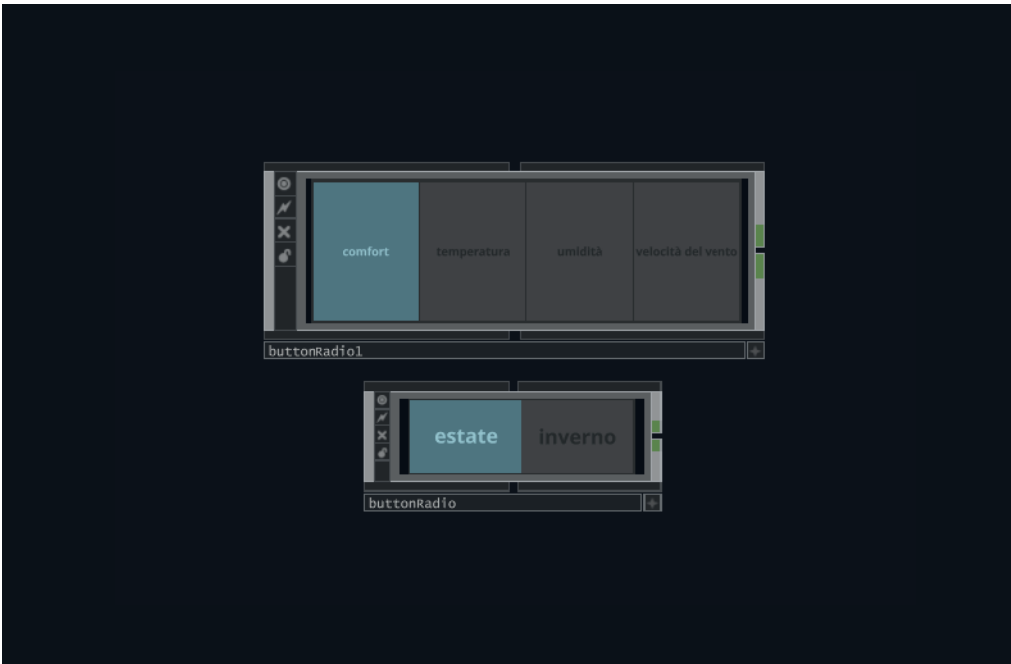 comfort temperatura umidità velocità del vento
buttonRadio1
estate inverno
buttonRadio